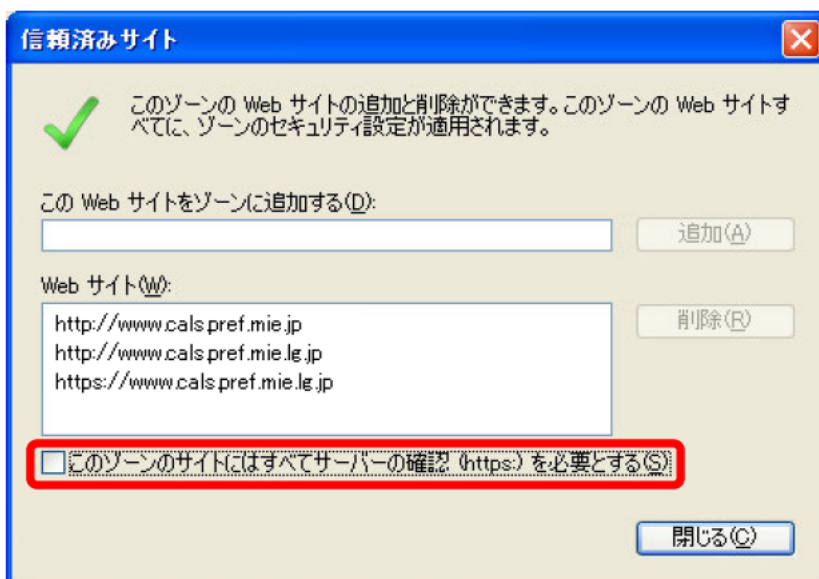 信頼済みサイト
このゾーンの Web サイトの追加と削除ができます。このゾーンの Web サイトす
べてに、ゾーンのセキュリティ設定が適用されます。
この Web サイトをゾーンに追加する(D):
追加(A)
Web サイト(W):
http://www.cals.pref.mie.jp
http://www.cals.pref.mie.lg.jp
https://www.cals.pref.mie.lg.jp
削除(R)
このゾーンのサイトにはすべてサーバーの確認 (https:) を必要とする(S)
閉じる(C)